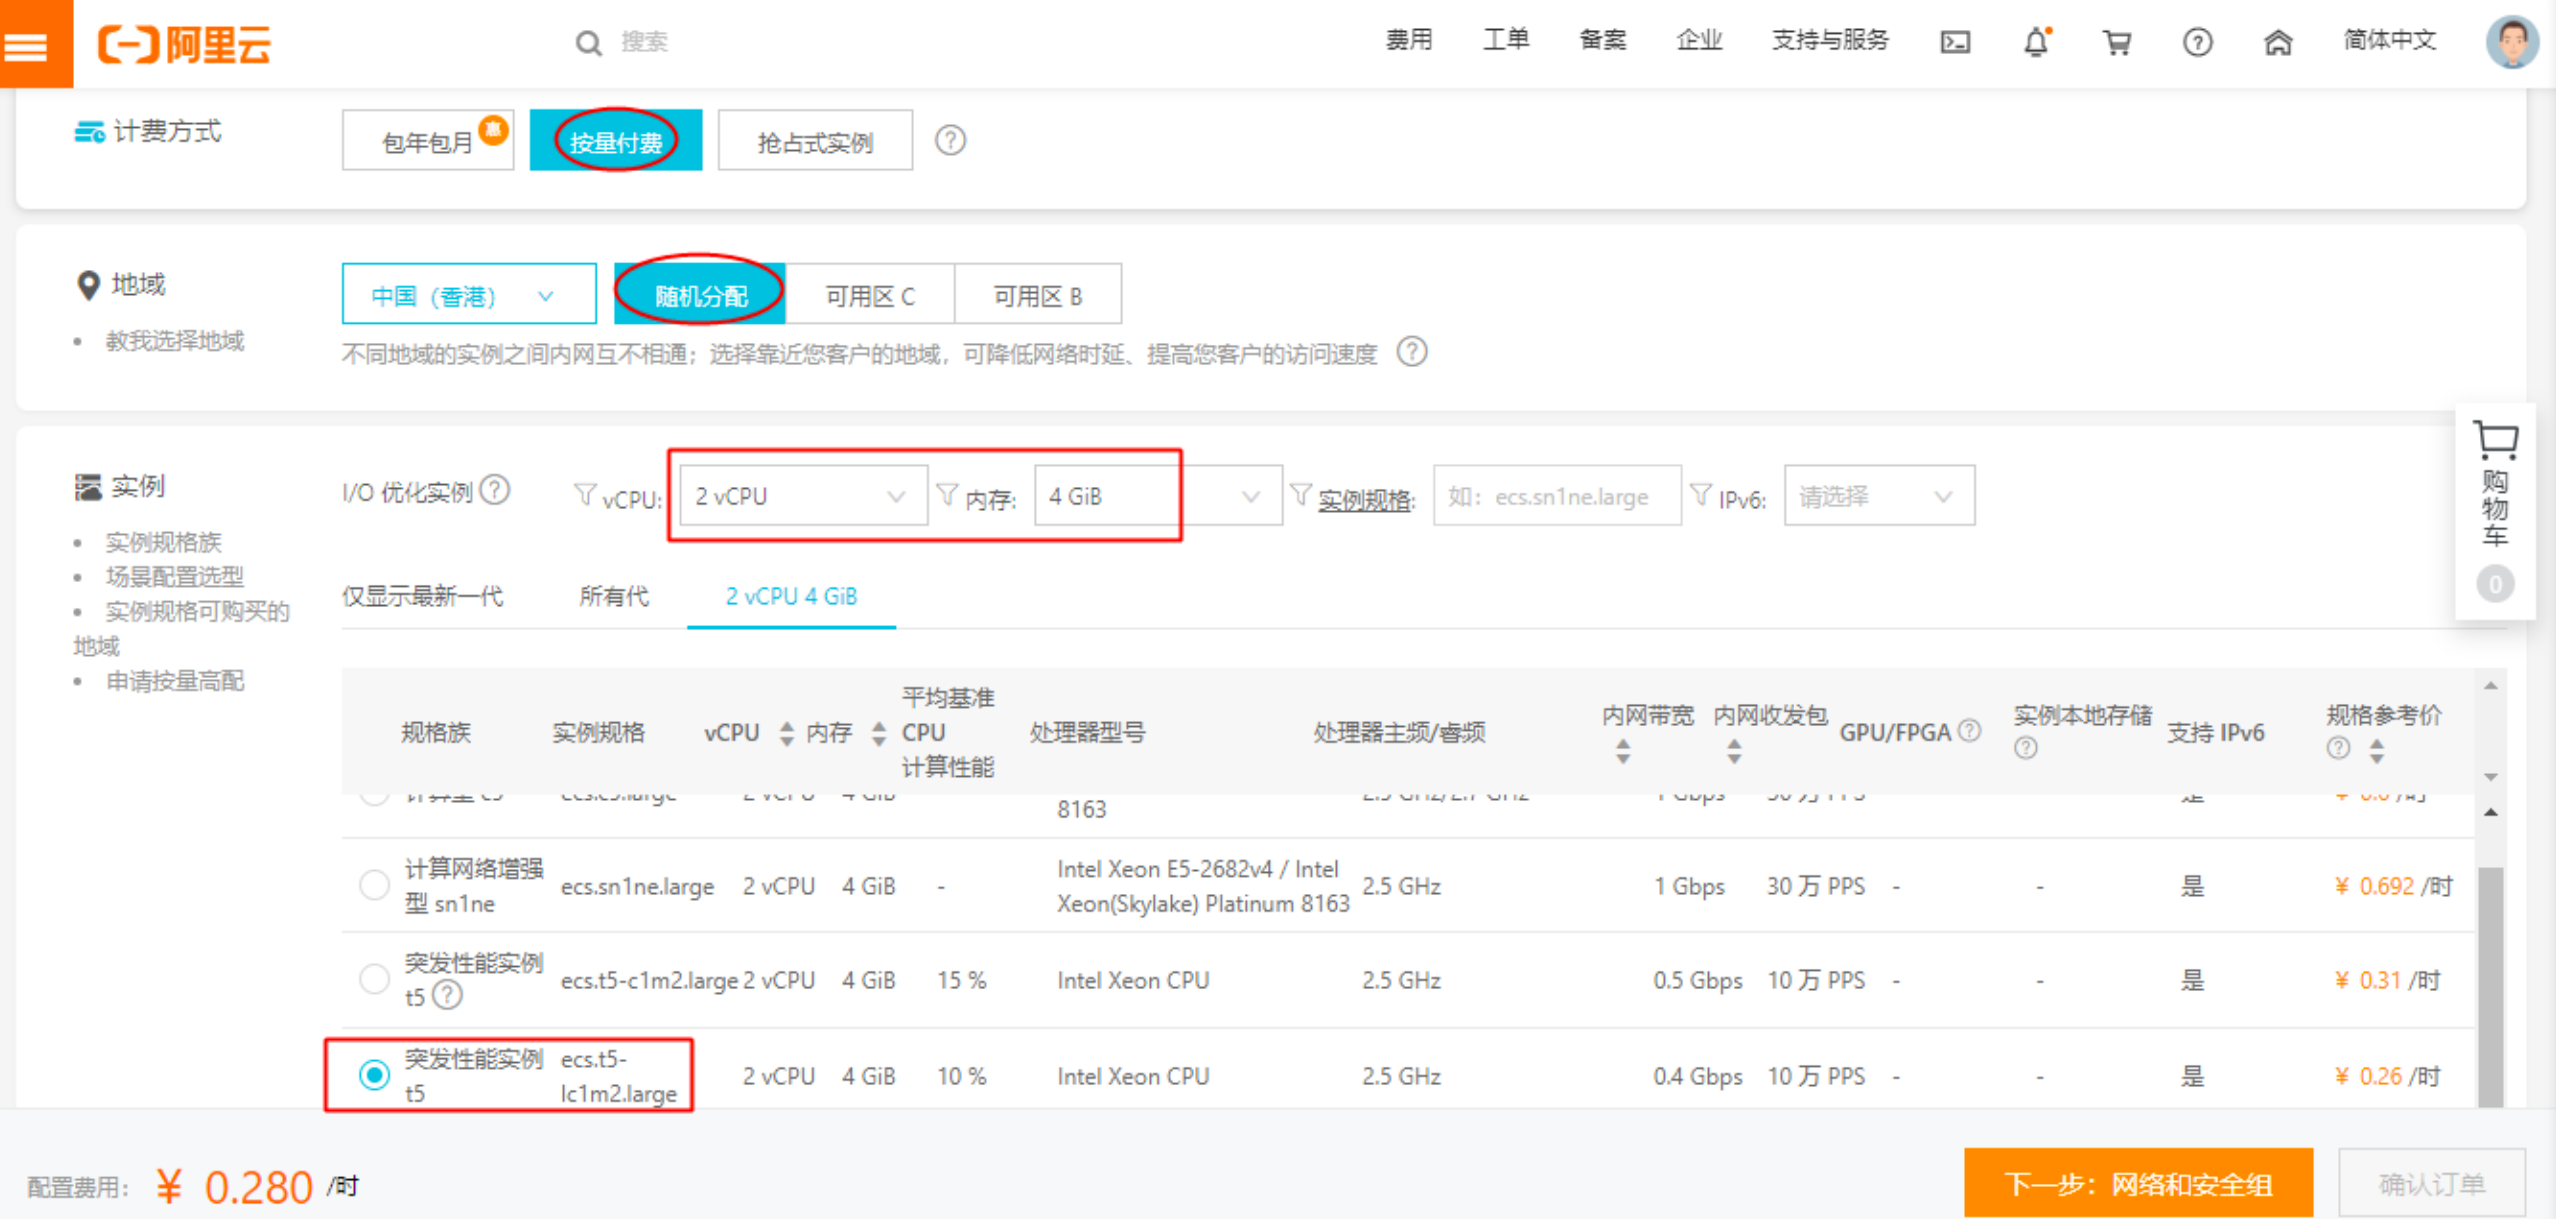 阿里云
搜索
费用 工单 备案 企业 支持与服务 简体中文
计费方式
包年包月 惠 按量付费 抢占式实例
地域
中国（香港） 随机分配 可用区 C 可用区 B
教我选择地域
不同地域的实例之间内网互不相通；选择靠近您客户的地域，可降低网络时延、提高您客户的访问速度
实例
I/O 优化实例 vCPU: 2 vCPU 内存: 4 GiB 实例规格: 如：ecs.sn1ne.large IPv6: 请选择
实例规格族
场景配置选型
实例规格可购买的
地域
申请按量高配
仅显示最新一代 所有代 2 vCPU 4 GiB
购物车
0
规格族 实例规格 vCPU 内存 平均基准 CPU 计算性能 处理器型号 处理器主频/睿频 内网带宽 内网收发包 GPU/FPGA 实例本地存储 支持 IPv6 规格参考价
8163
计算网络增强型 sn1ne ecs.sn1ne.large 2 vCPU 4 GiB - Intel Xeon E5-2682v4 / Intel Xeon(Skylake) Platinum 8163 2.5 GHz 1 Gbps 30 万 PPS - - 是 ¥ 0.692 /时
突发性能实例 t5 ecs.t5-c1m2.large 2 vCPU 4 GiB 15 % Intel Xeon CPU 2.5 GHz 0.5 Gbps 10 万 PPS - - 是 ¥ 0.31 /时
突发性能实例 t5 ecs.t5-lc1m2.large 2 vCPU 4 GiB 10 % Intel Xeon CPU 2.5 GHz 0.4 Gbps 10 万 PPS - - 是 ¥ 0.26 /时
配置费用： ¥ 0.280 /时
下一步：网络和安全组 确认订单